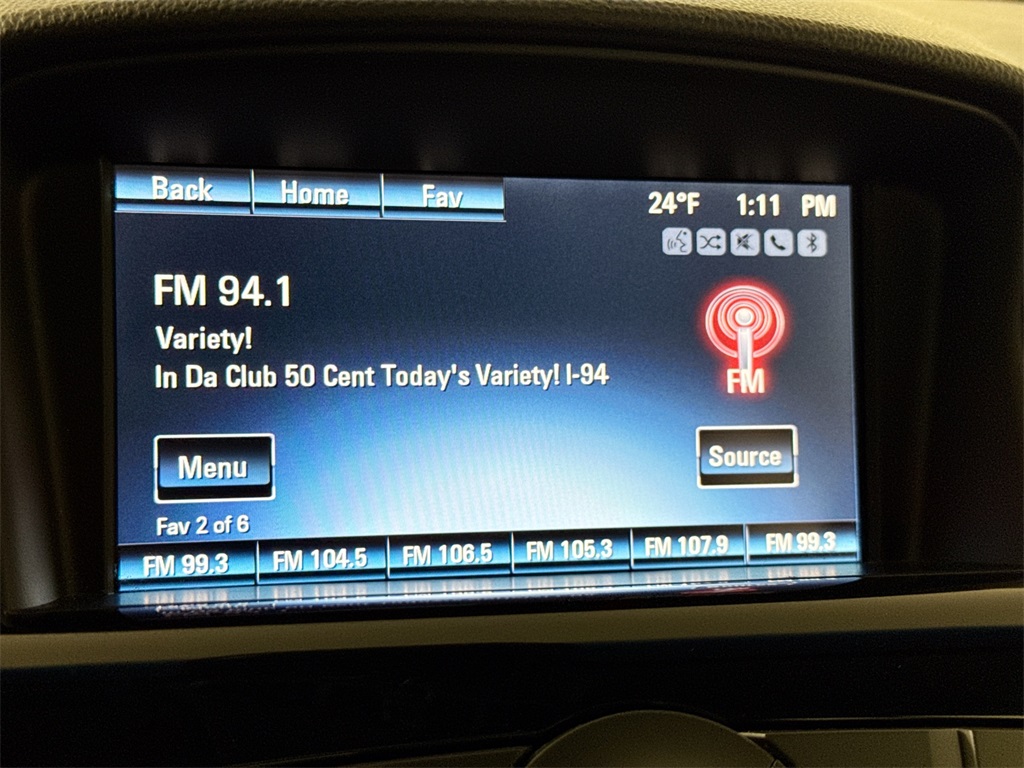 Back Home Fav
24°F 1:11 PM
FM 94.1
Variety!
In Da Club 50 Cent Today's Variety! I-94
FM
Menu
Source
Fav 2 of 6
FM 99.3 FM 104.5 FM 106.5 FM 105.3 FM 107.9 FM 99.3